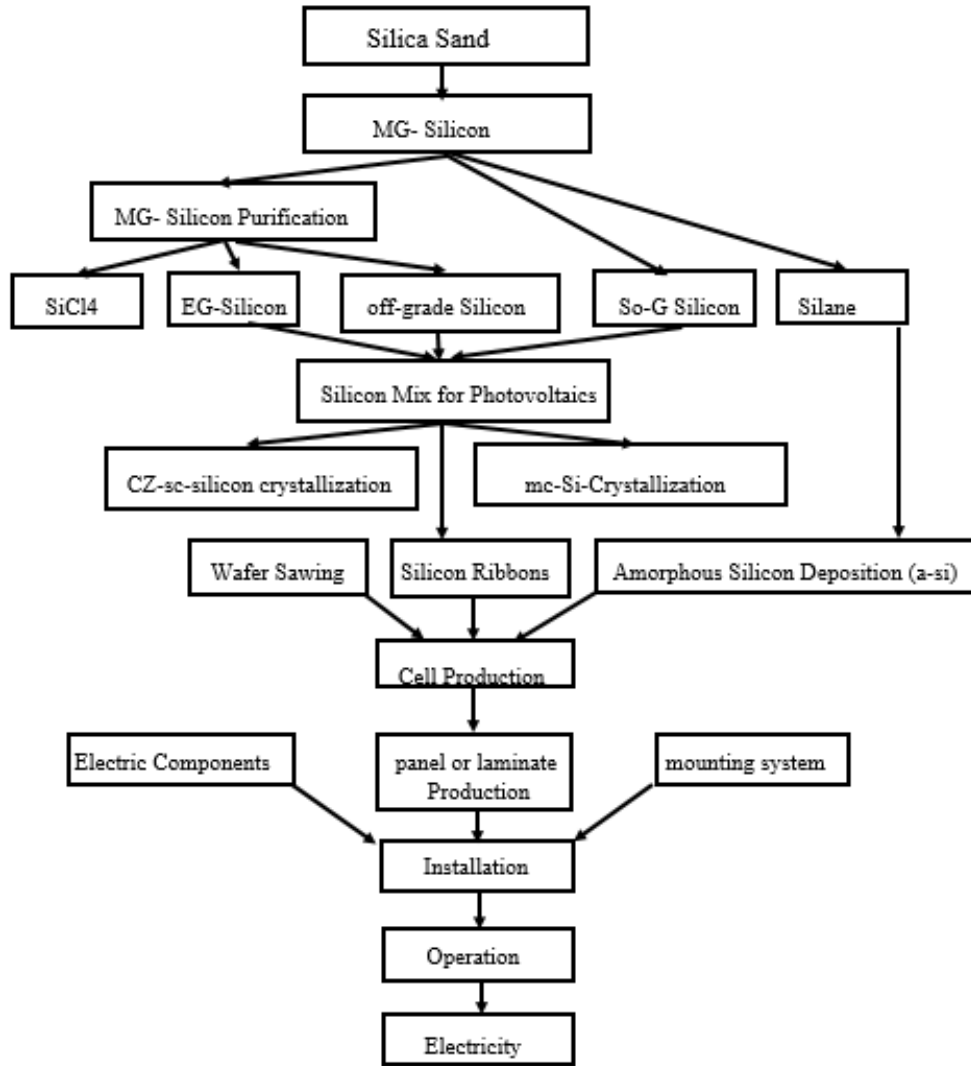 Silica Sand
MG- Silicon
MG- Silicon Purification
SiCl4
EG-Silicon
off-grade Silicon
So-G Silicon
Silane
Silicon Mix for Photovoltaics
CZ-sc-silicon crystallization
mc-Si-Crystallization
Wafer Sawing
Silicon Ribbons
Amorphous Silicon Deposition (a-si)
Cell Production
Electric Components
panel or laminate
Production
mounting system
Installation
Operation
Electricity